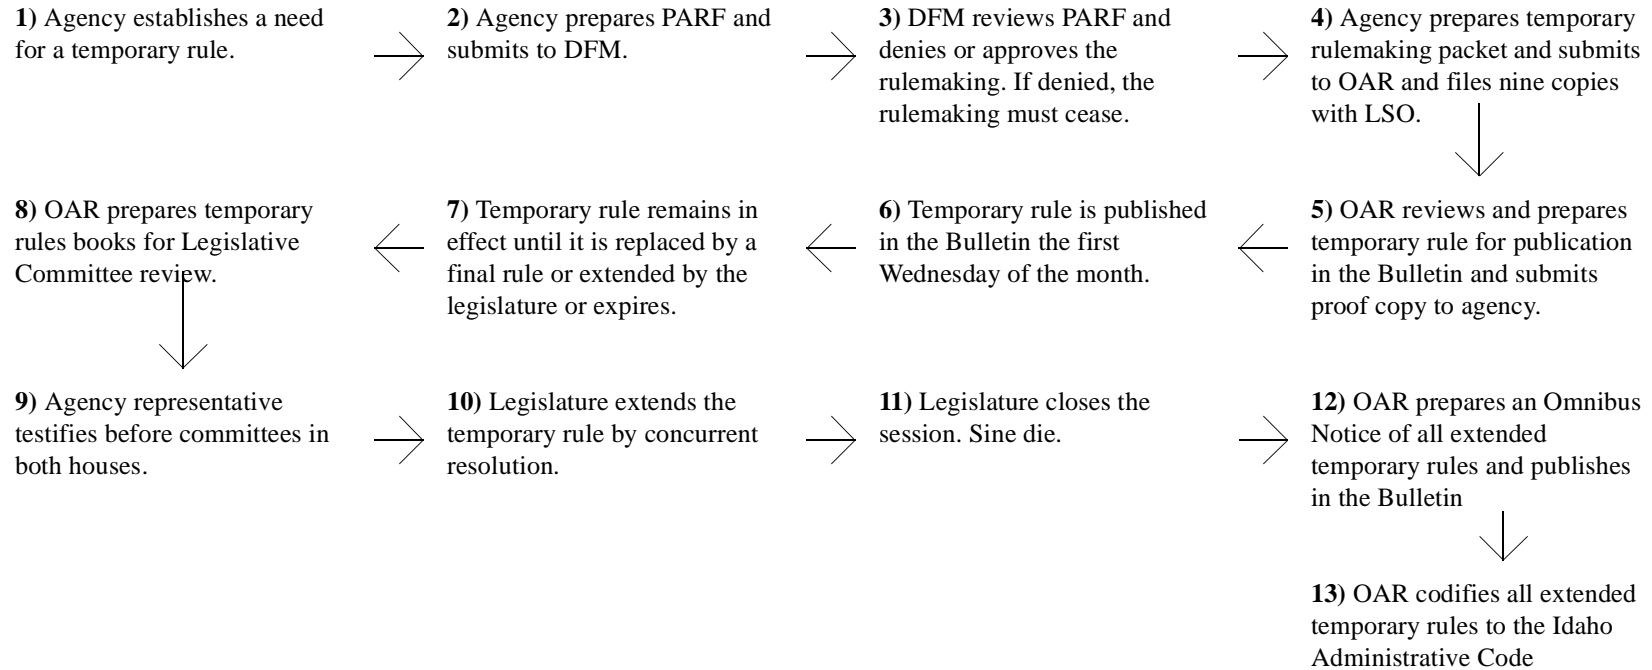 1) Agency establishes a need
for a temporary rule.
2) Agency prepares PARF and
submits to DFM.
3) DFM reviews PARF and
denies or approves the
rulemaking. If denied, the
rulemaking must cease.
4) Agency prepares temporary
rulemaking packet and submits
to OAR and files nine copies
with LSO.
5) OAR reviews and prepares
temporary rule for publication
in the Bulletin and submits
proof copy to agency.
6) Temporary rule is published
in the Bulletin the first
Wednesday of the month.
7) Temporary rule remains in
effect until it is replaced by a
final rule or extended by the
legislature or expires.
8) OAR prepares temporary
rules books for Legislative
Committee review.
9) Agency representative
testifies before committees in
both houses.
10) Legislature extends the
temporary rule by concurrent
resolution.
11) Legislature closes the
session. Sine die.
12) OAR prepares an Omnibus
Notice of all extended
temporary rules and publishes
in the Bulletin
13) OAR codifies all extended
temporary rules to the Idaho
Administrative Code